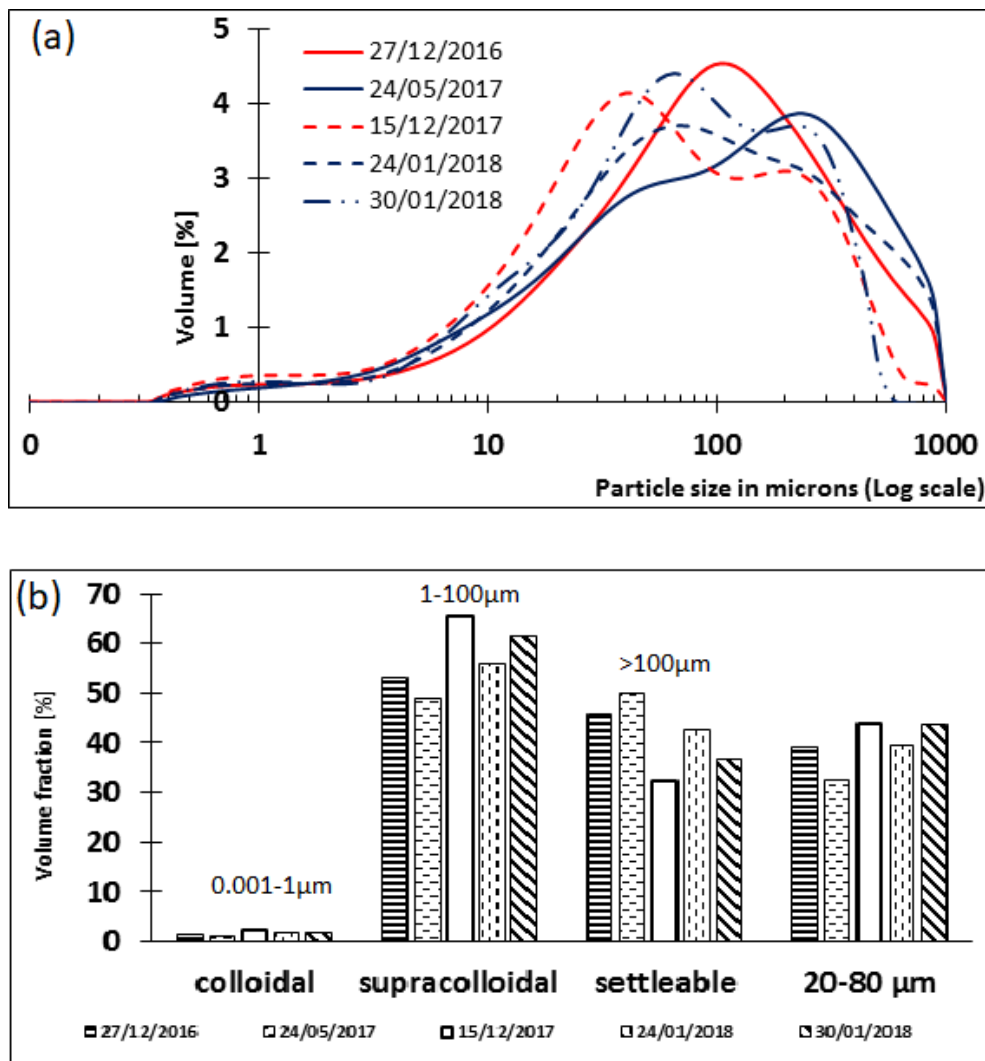 (a)
5
4
3
2
1
0
Volume [%]
27/12/2016
24/05/2017
15/12/2017
24/01/2018
30/01/2018
0 1 10 100 1000
Particle size in microns (Log scale)
(b)
70
60
50
40
30
20
10
0
Volume fraction [%]
1-100µm
>100µm
0.001-1µm
colloidal supracolloidal settleable 20-80 µm
27/12/2016 24/05/2017 15/12/2017 24/01/2018 30/01/2018